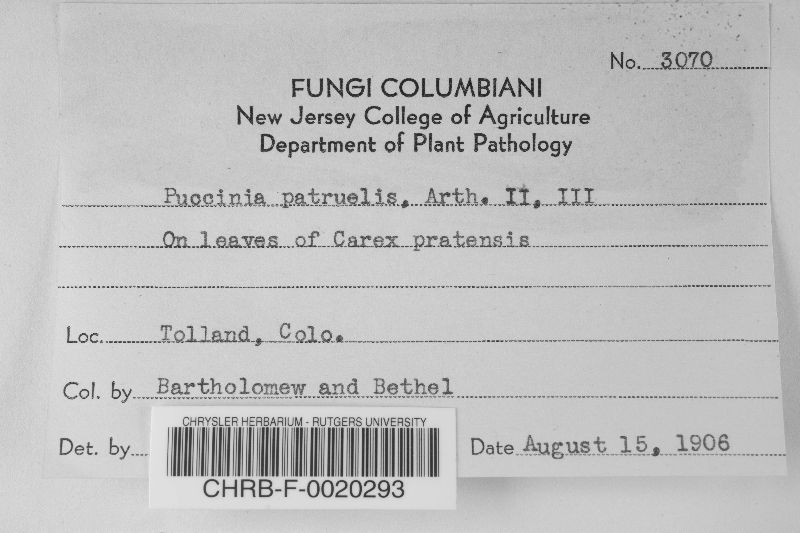 No. 3070
FUNGI COLUMBIANI
New Jersey College of Agriculture
Department of Plant Pathology
Puccinia patruelis, Arth. II, III
On leaves of Carex pratensis
Loc. Tolland, Colo.
Col. by Bartholomew and Bethel
Det. by
Date August 15, 1906
CHRYSLER HERBARIUM - RUTGERS UNIVERSITY
CHRB-F-0020293